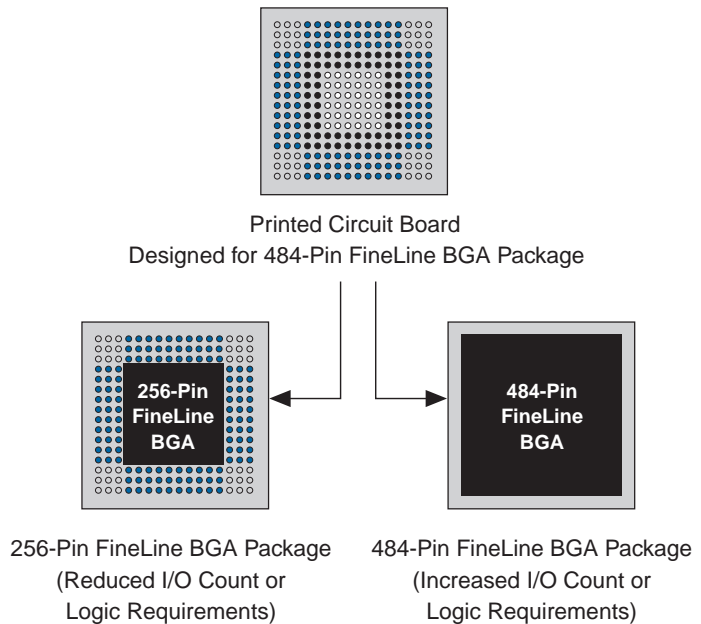 Printed Circuit Board
Designed for 484-Pin FineLine BGA Package
256-Pin
FineLine
BGA
484-Pin
FineLine
BGA
256-Pin FineLine BGA Package
(Reduced I/O Count or
Logic Requirements)
484-Pin FineLine BGA Package
(Increased I/O Count or
Logic Requirements)